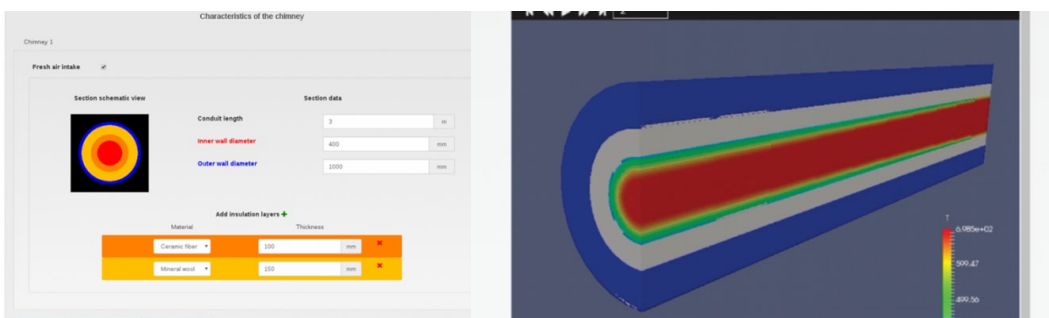 Characteristics of the chimney
Chimney 1
Fresh air intake
Section schematic view
Section data
Conduit length 3 m
Inner wall diameter 400 mm
Outer wall diameter 1000 mm
Add insulation layers +
Material Thickness
Ceramic fiber 100 mm ×
Mineral wool 150 mm ×
T
6.985e+02
599.47
499.56